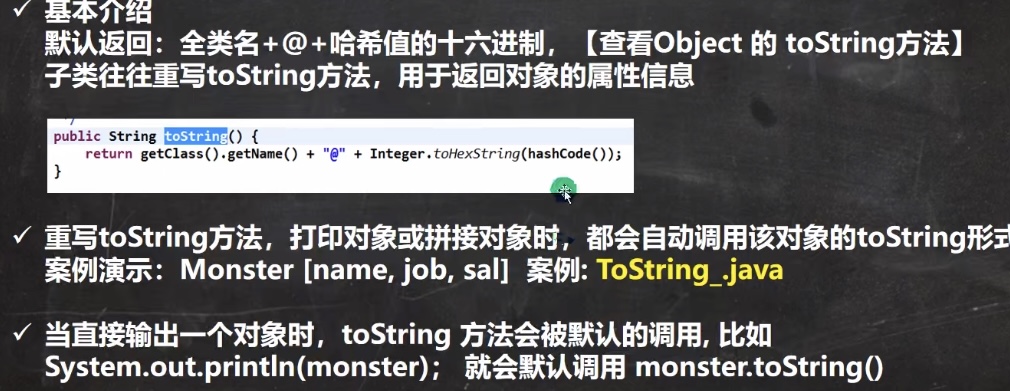 基本介绍
默认返回：全类名+@+哈希值的十六进制，【查看Object 的 toString方法】
子类往往重写toString方法，用于返回对象的属性信息
*/
public String toString() {
return getClass().getName() + "@" + Integer.toHexString(hashCode());
}
重写toString方法，打印对象或拼接对象时，都会自动调用该对象的toString形式
案例演示：Monster [name, job, sal] 案例: ToString_.java
当直接输出一个对象时，toString 方法会被默认的调用, 比如
System.out.println(monster)； 就会默认调用 monster.toString()